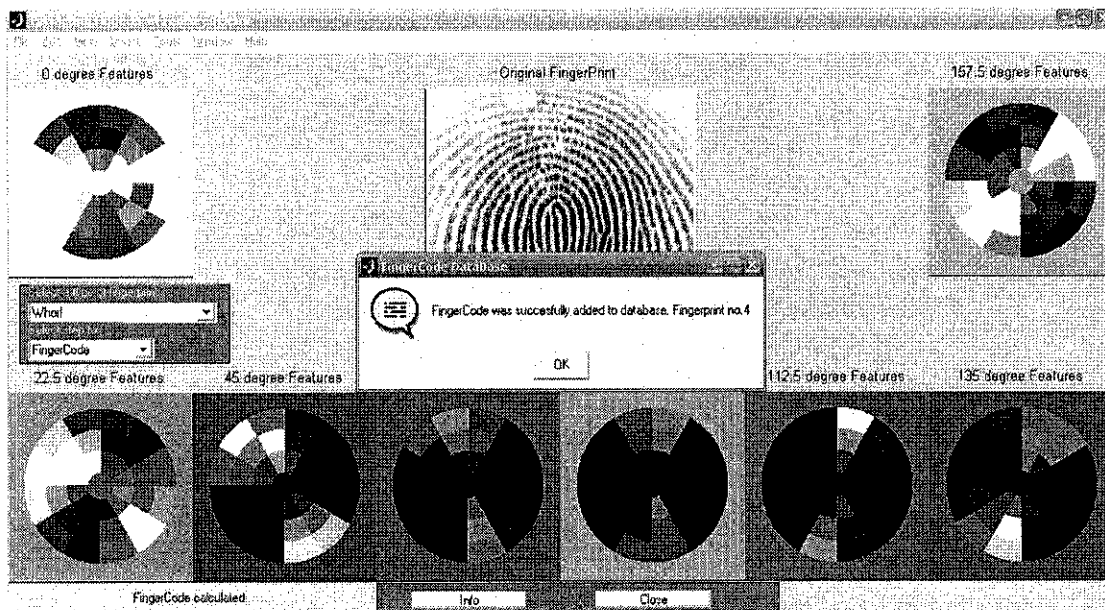 0 degree Features
Original FingerPrint
157.5 degree Features
FingerCode DataBase
FingerCode was succesfully added to database. Fingerprint no.4
OK
Whorl
FingerCode
22.5 degree Features
45 degree Features
112.5 degree Features
135 degree Features
FingerCode calculated
Info
Close